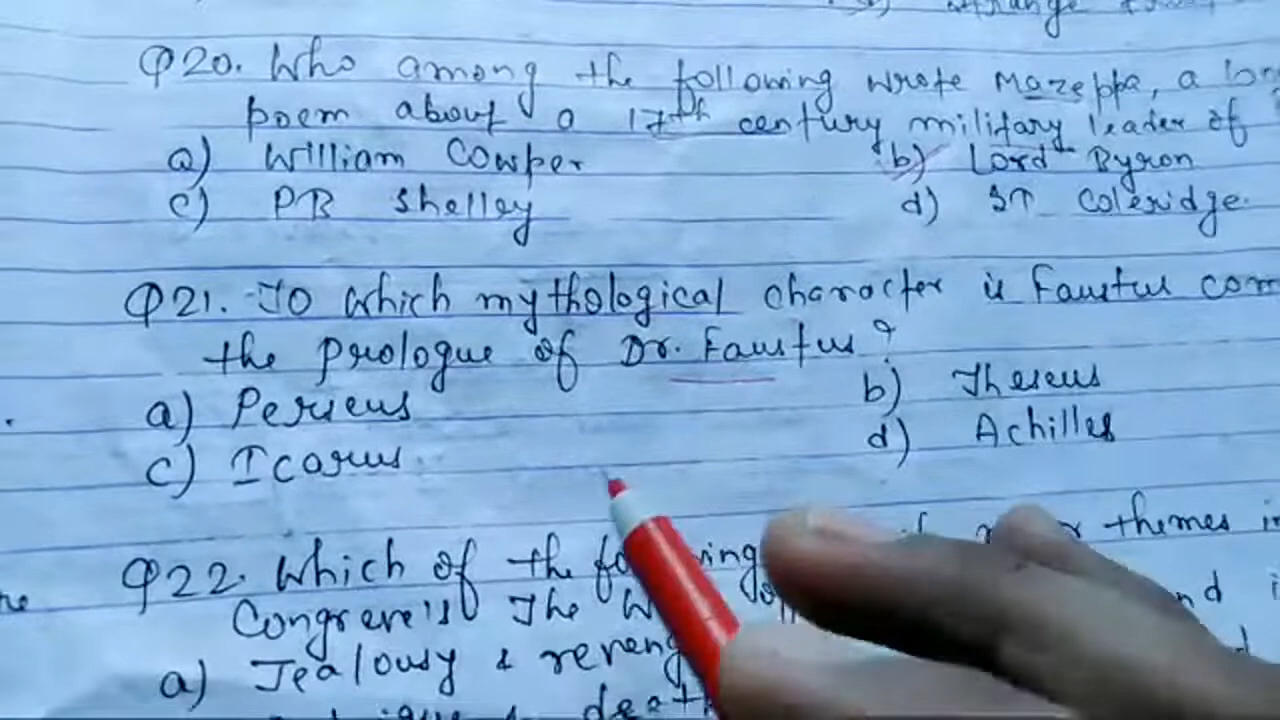 Q20. Who among the following wrote Mazeppa, a
poem about a 17th century military leader of
a) William Cowper b) Lord Byron
c) PB Shelley d) ST Coleridge.
Q21. To which mythological character is Faustus com
the prologue of Dr. Faustus?
a) Perseus b) Theseus
c) Icarus. d) Achilles
Q22. Which of the themes in
Congreve's The
a) Jealousy &
death